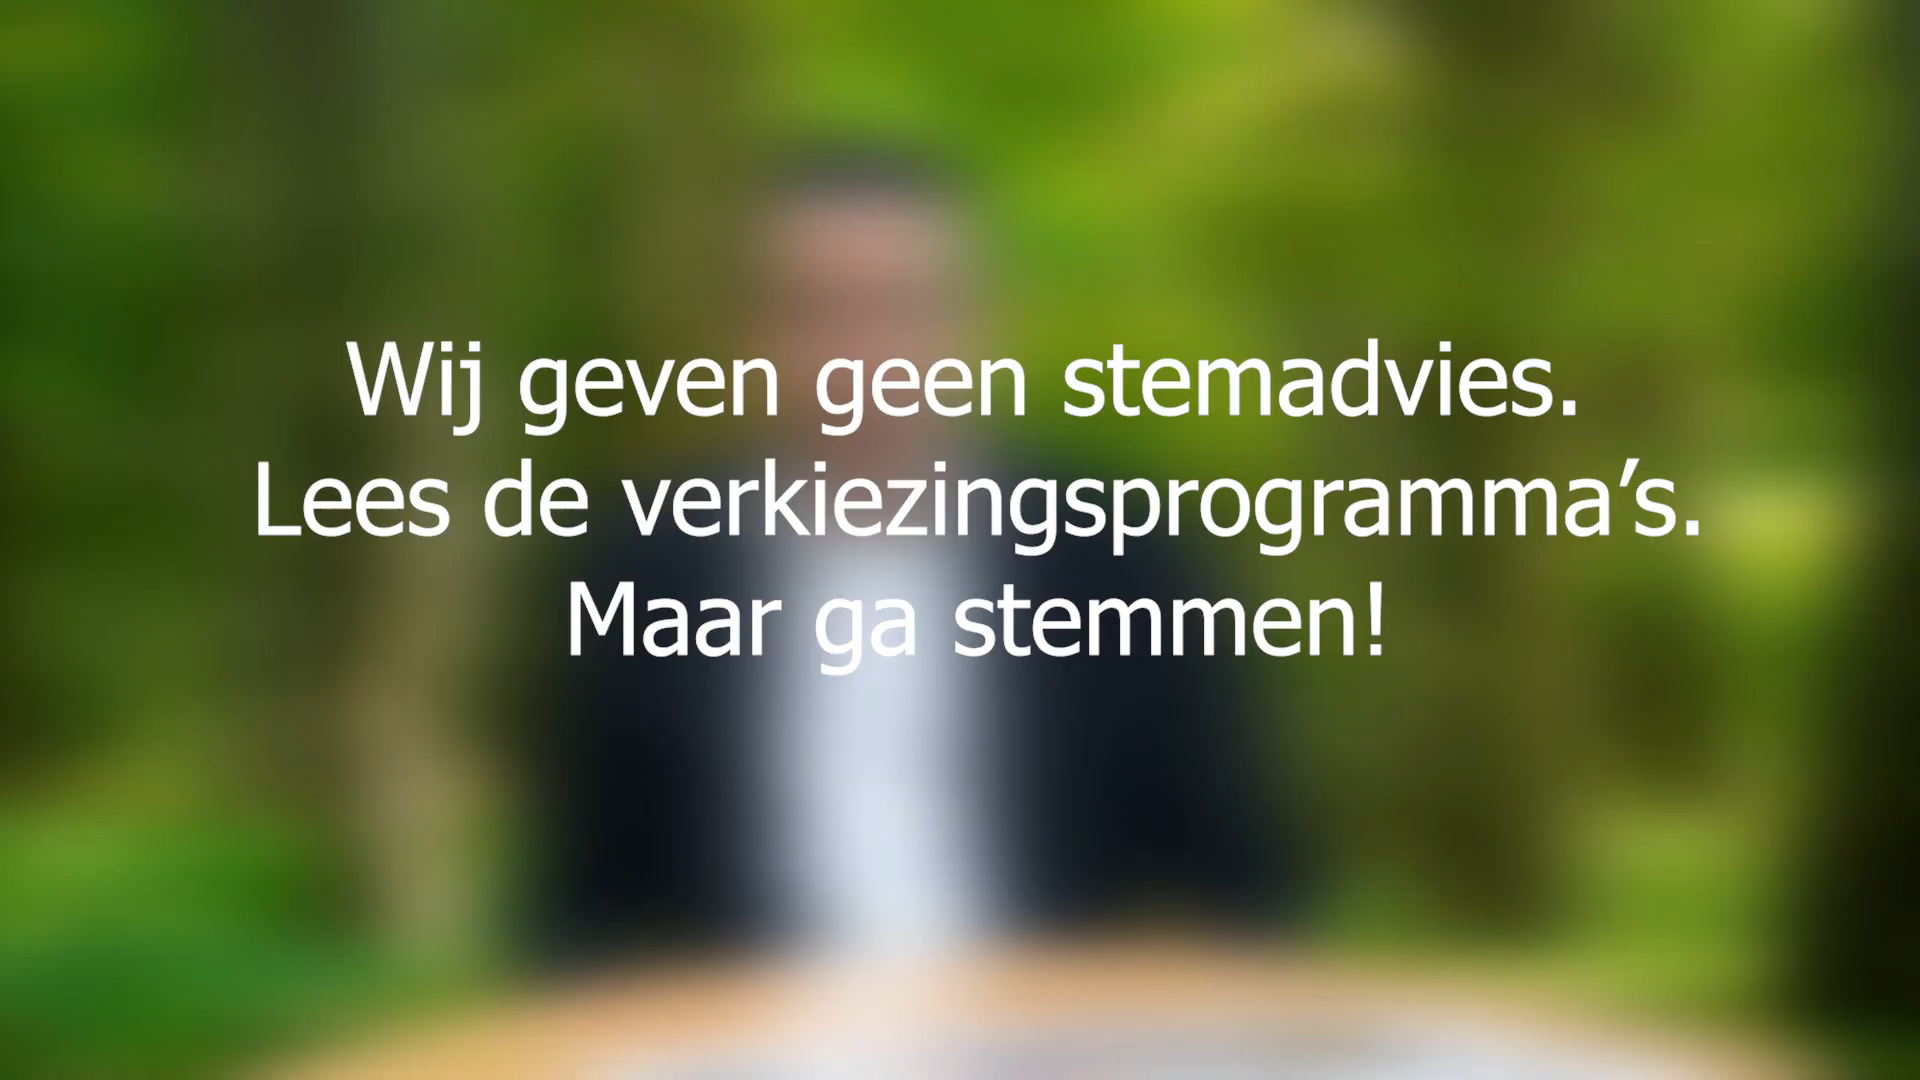 Wij geven geen stemadvies.
Lees de verkiezingsprogramma’s.
Maar ga stemmen!